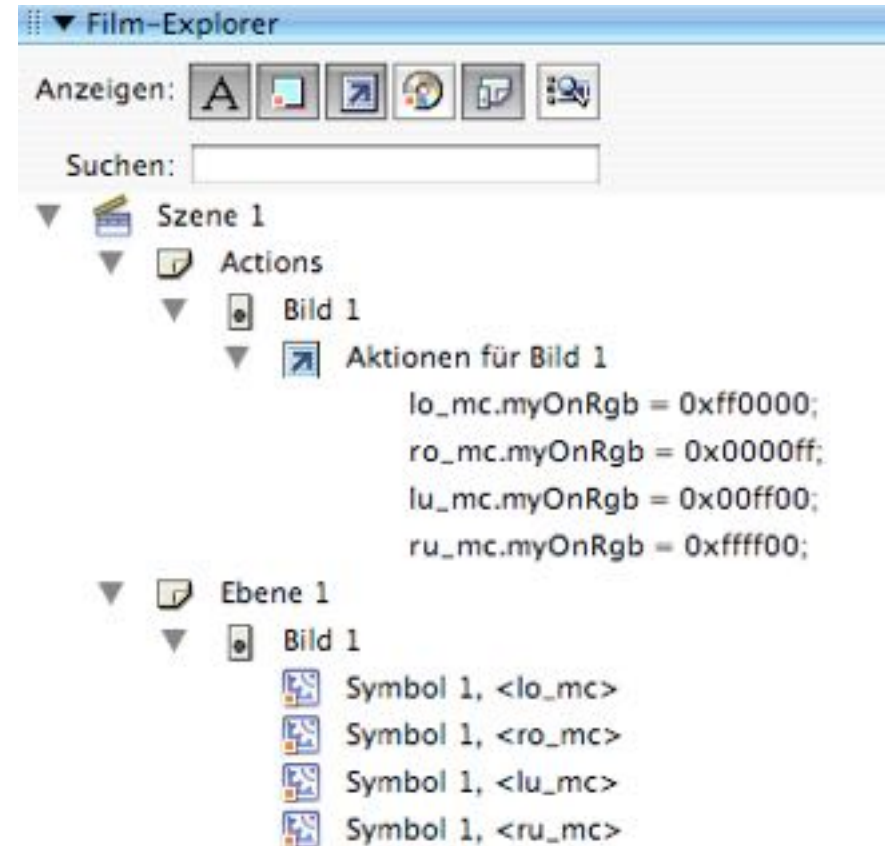 Film-Explorer
Anzeigen: A
Suchen:
Szene 1
Actions
Bild 1
Aktionen für Bild 1
lo_mc.myOnRgb = 0xff0000;
ro_mc.myOnRgb = 0x0000ff;
lu_mc.myOnRgb = 0x00ff00;
ru_mc.myOnRgb = 0xffff00;
Ebene 1
Bild 1
Symbol 1, <lo_mc>
Symbol 1, <ro_mc>
Symbol 1, <lu_mc>
Symbol 1, <ru_mc>